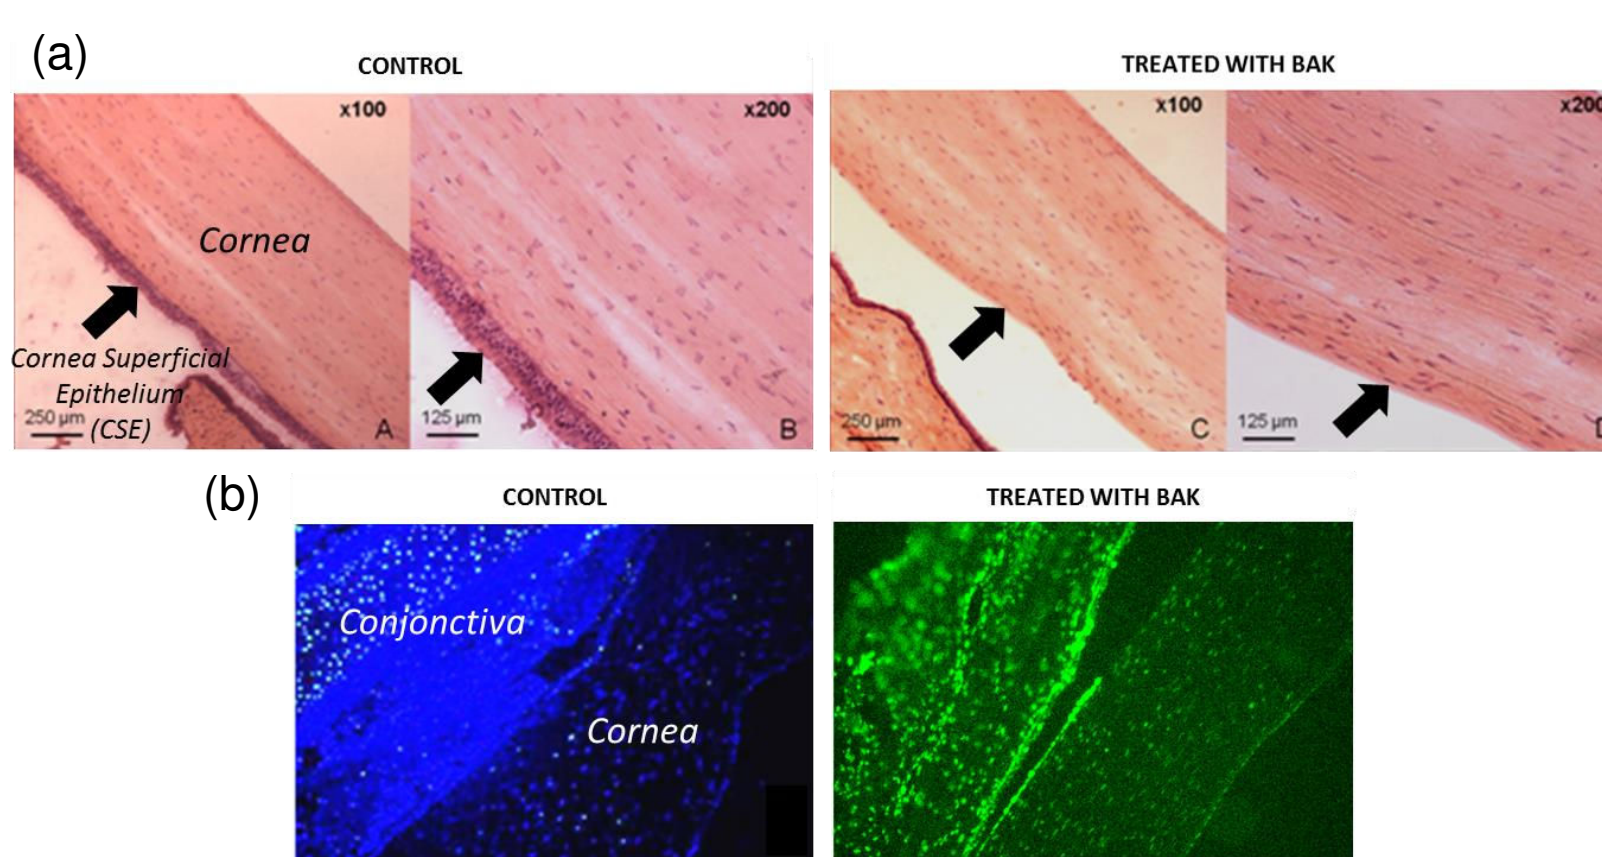 (a)
CONTROL
TREATED WITH BAK
x100
x200
x100
x200
Cornea
Cornea Superficial
Epithelium
(CSE)
250 µm
A
125 µm
B
250 µm
C
125 µm
D
(b)
CONTROL
TREATED WITH BAK
Conjonctiva
Cornea